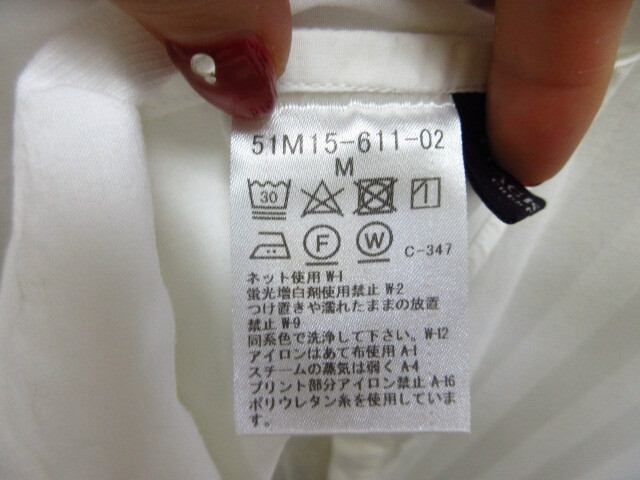 51M15-611-02
M
30
F W C-347
ネット使用 W-1
蛍光増白剤使用禁止 W-2
つけ置きや濡れたままの放置
禁止 W-9
同系色で洗浄して下さい。W-12
アイロンはあて布使用 A-1
スチームの蒸気は弱く A-4
プリント部分アイロン禁止 A-16
ポリウレタン糸を使用していま
す。